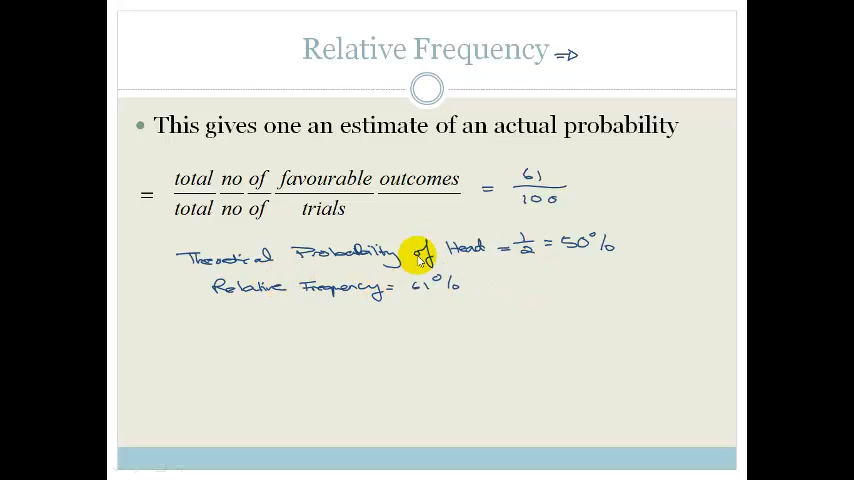 Relative Frequency ⇒
• This gives one an estimate of an actual probability
= total no of favourable outcomes / total no of trials = 61/100
Theoretical Probability of Head = 1/2 = 50%
Relative Frequency = 61%